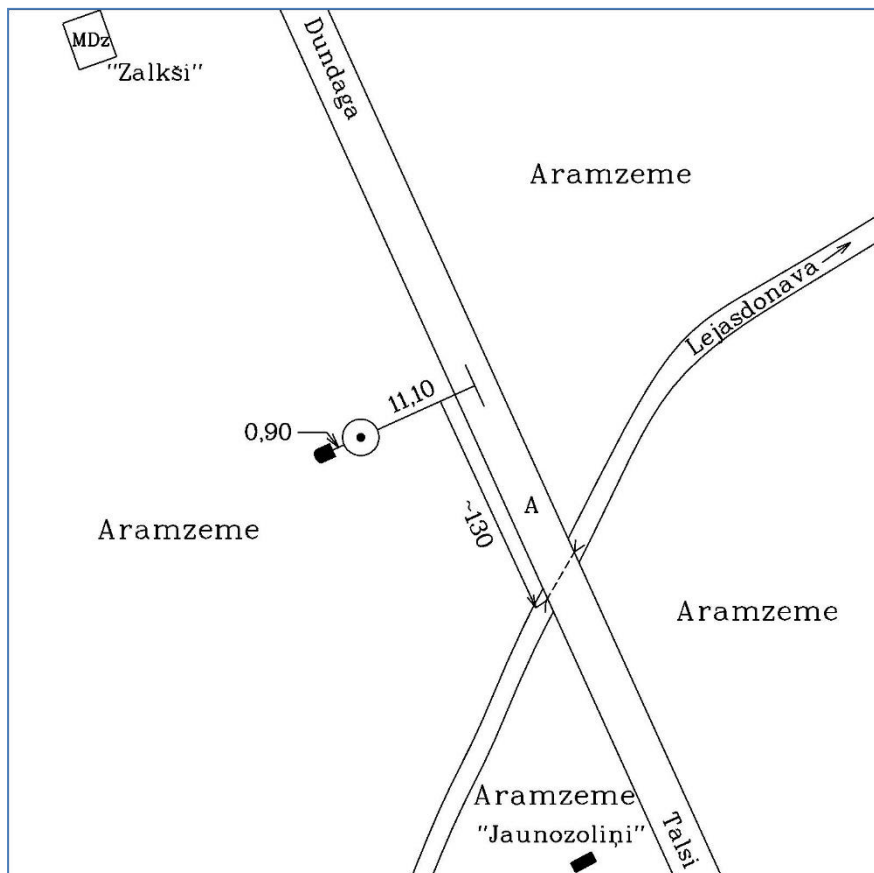 MDz
"Zalkši"
Dundaga
Aramzeme
Lejasdonava
11,10
0,90
~130
A
Aramzeme
Aramzeme
Aramzeme
"Jaunozoliņi"
Talsi